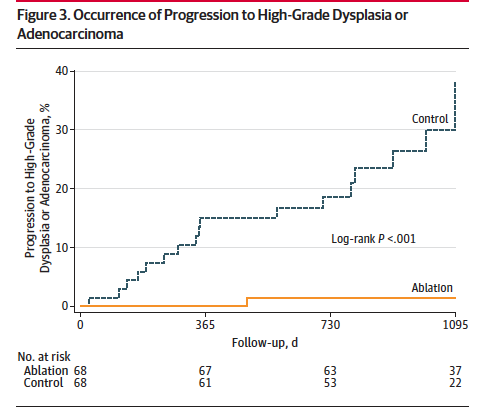 Figure 3. Occurrence of Progression to High-Grade Dysplasia or
Adenocarcinoma
Progression to High-Grade
Dysplasia or Adenocarcinoma, %
40
30
20
10
0
Control
Log-rank P <.001
Ablation
0 365 730 1095
Follow-up, d
No. at risk
Ablation 68 67 63 37
Control 68 61 53 22